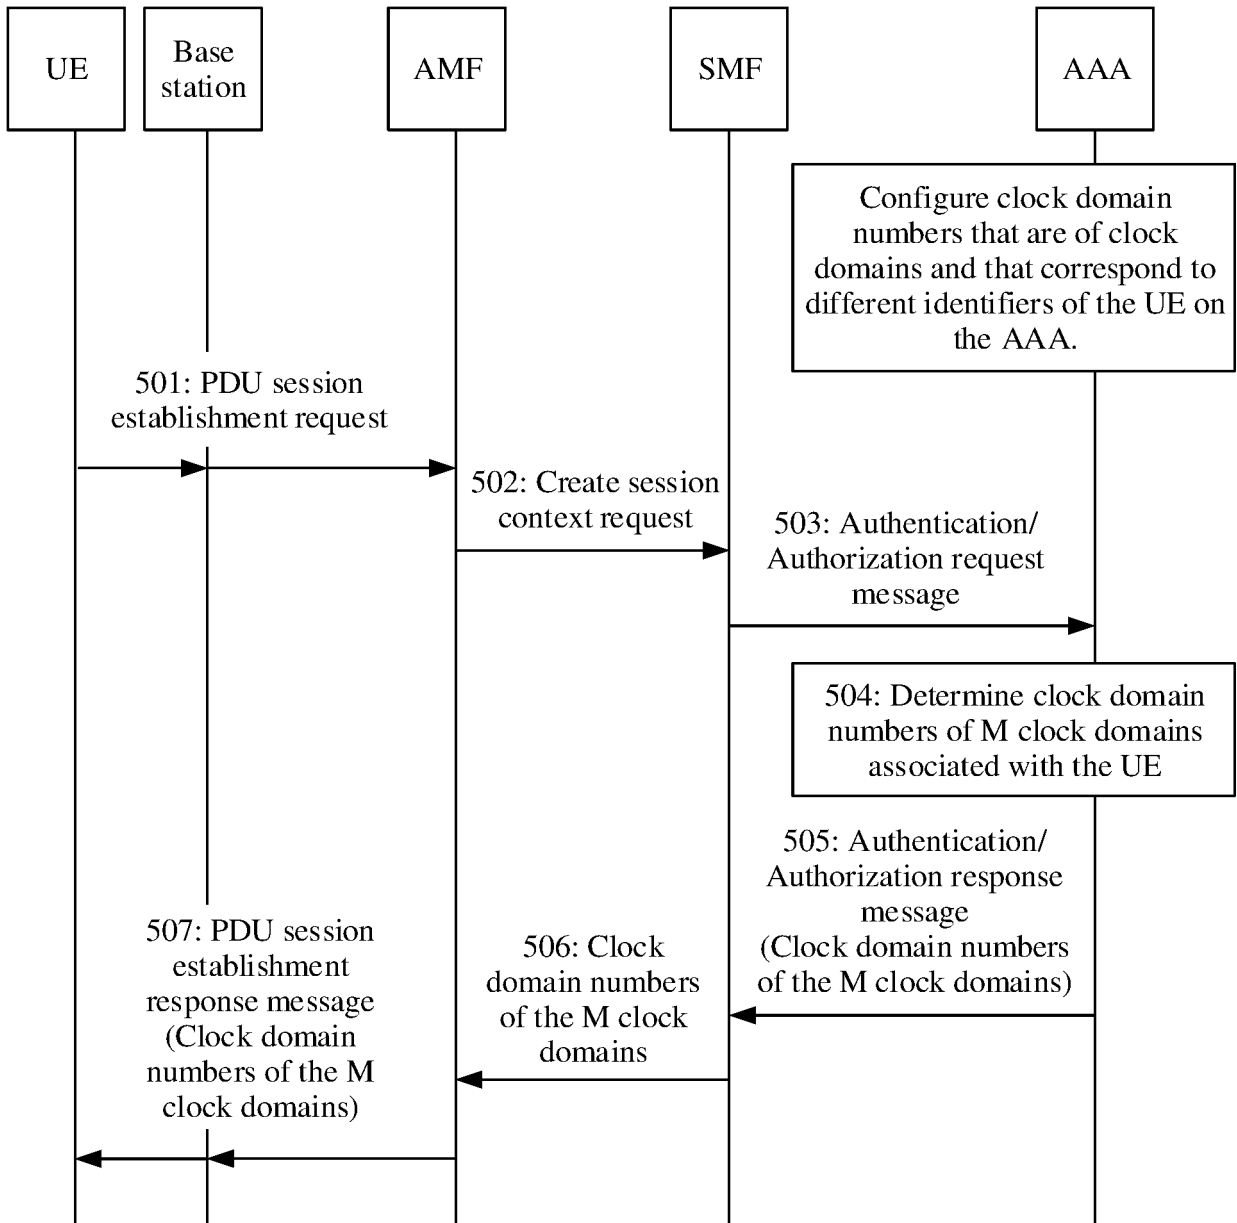 UE
Base
station
AMF
SMF
AAA
Configure clock domain
numbers that are of clock
domains and that correspond to
different identifiers of the UE on
the AAA.
501: PDU session
establishment request
502: Create session
context request
503: Authentication/
Authorization request
message
504: Determine clock domain
numbers of M clock domains
associated with the UE
505: Authentication/
Authorization response
message
(Clock domain numbers
of the M clock domains)
506: Clock
domain numbers
of the M clock
domains
507: PDU session
establishment
response message
(Clock domain
numbers of the M
clock domains)